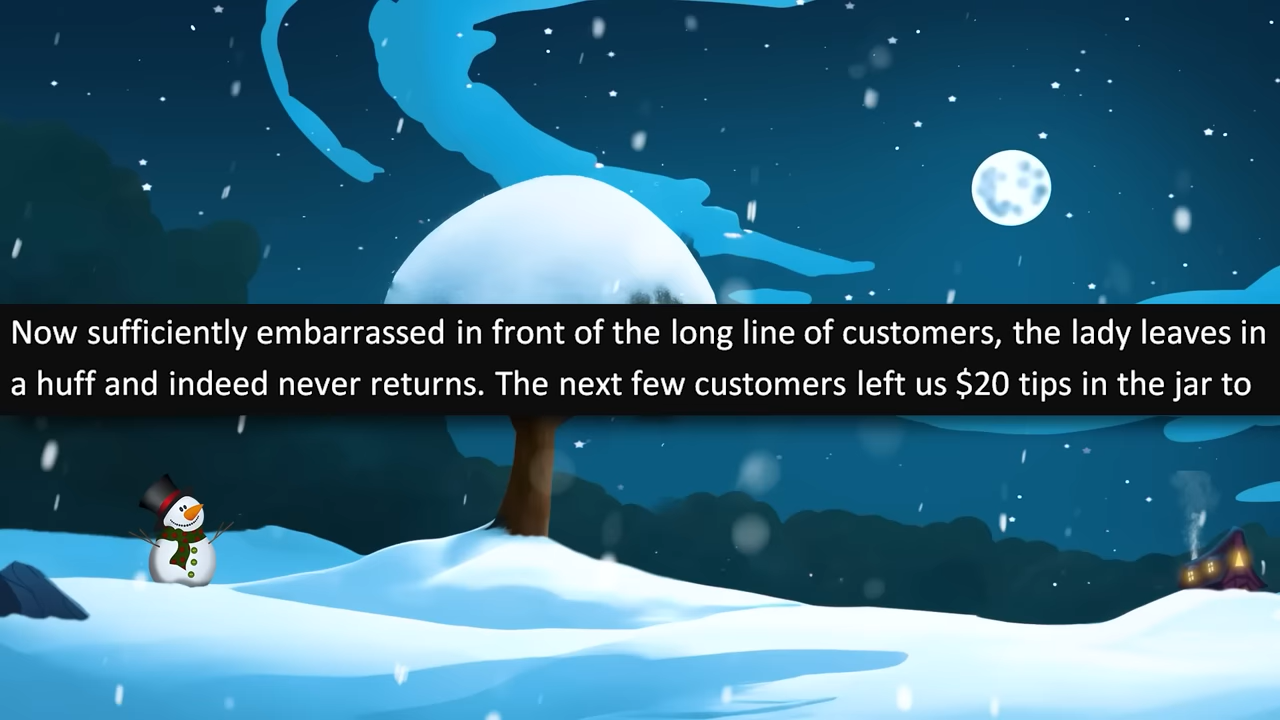 Now sufficiently embarrassed in front of the long line of customers, the lady leaves in
a huff and indeed never returns. The next few customers left us $20 tips in the jar to